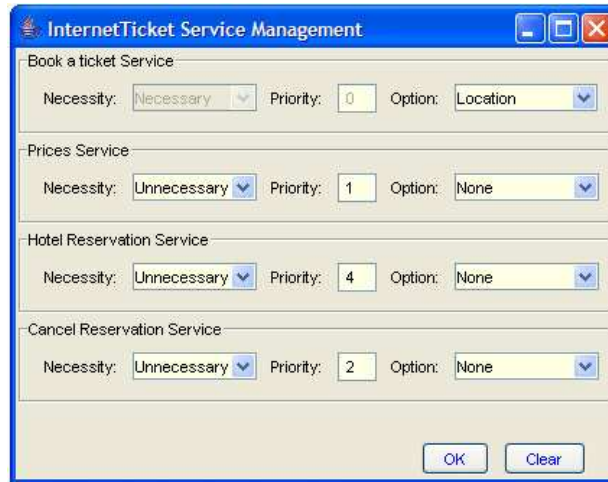 InternetTicket Service Management
Book a ticket Service
Necessity: Necessary Priority: 0 Option: Location
Prices Service
Necessity: Unnecessary Priority: 1 Option: None
Hotel Reservation Service
Necessity: Unnecessary Priority: 4 Option: None
Cancel Reservation Service
Necessity: Unnecessary Priority: 2 Option: None
OK Clear